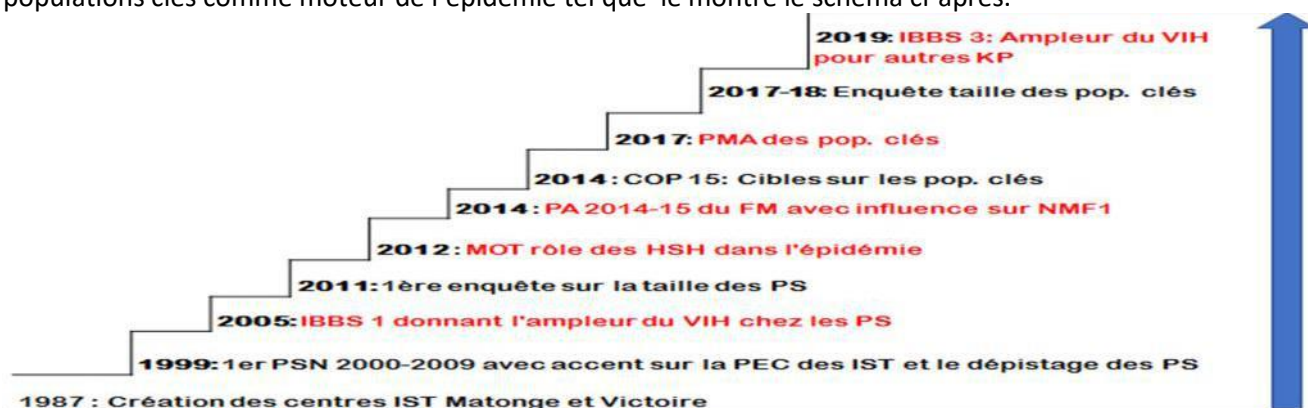 populations clés comme moteur de l'épidémie tel que le montre le schéma ci-après:
2019: IBBS 3: Ampleur du VIH
pour autres KP
2017-18: Enquête taille des pop. clés
2017: PMA des pop. clés
2014: COP 15: Cibles sur les pop. clés
2014: PA 2014-15 du FM avec influence sur NMF1
2012: MOT rôle des HSH dans l'épidémie
2011:1ère enquête sur la taille des PS
2005:IBBS 1 donnant l'ampleur du VIH chez les PS
1999:1er PSN 2000-2009 avec accent sur la PEC des IST et le dépistage des PS
1987 : Création des centres IST Matonge et Victoire